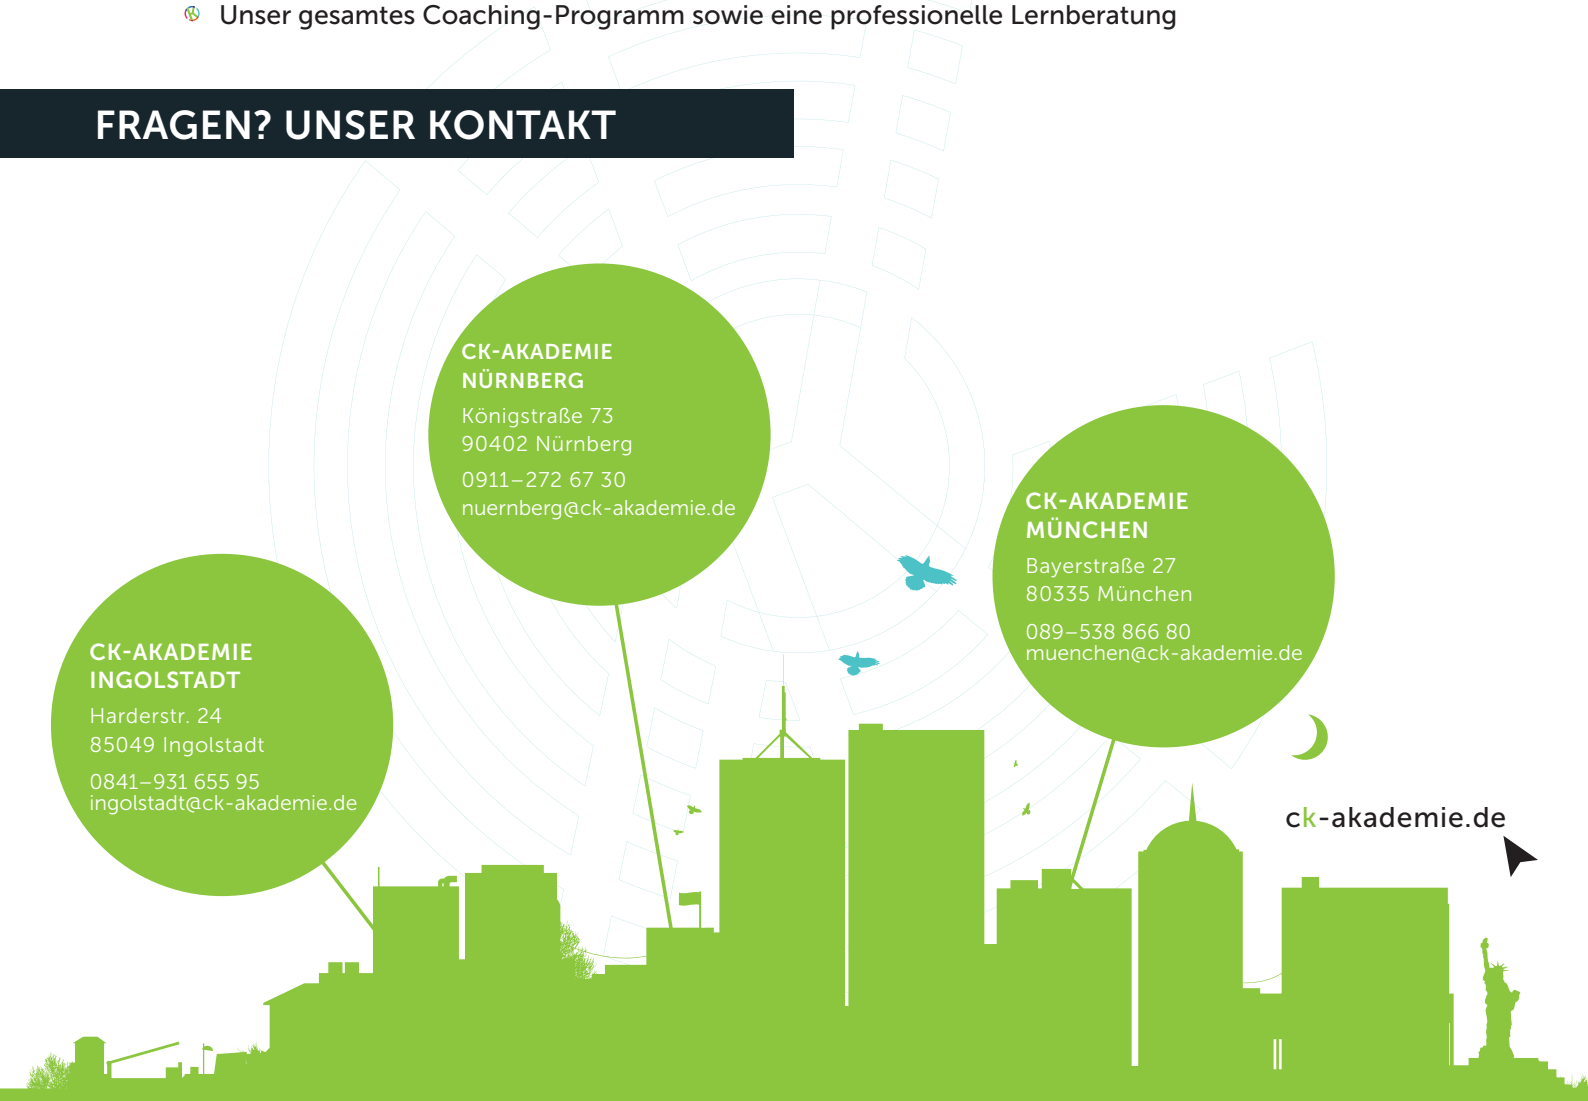 Unser gesamtes Coaching-Programm sowie eine professionelle Lernberatung
FRAGEN? UNSER KONTAKT
CK-AKADEMIE
NÜRNBERG
Königstraße 73
90402 Nürnberg
0911–272 67 30
nuernberg@ck-akademie.de
CK-AKADEMIE
MÜNCHEN
Bayerstraße 27
80335 München
089–538 866 80
muenchen@ck-akademie.de
CK-AKADEMIE
INGOLSTADT
Harderstr. 24
85049 Ingolstadt
0841–931 655 95
ingolstadt@ck-akademie.de
ck-akademie.de